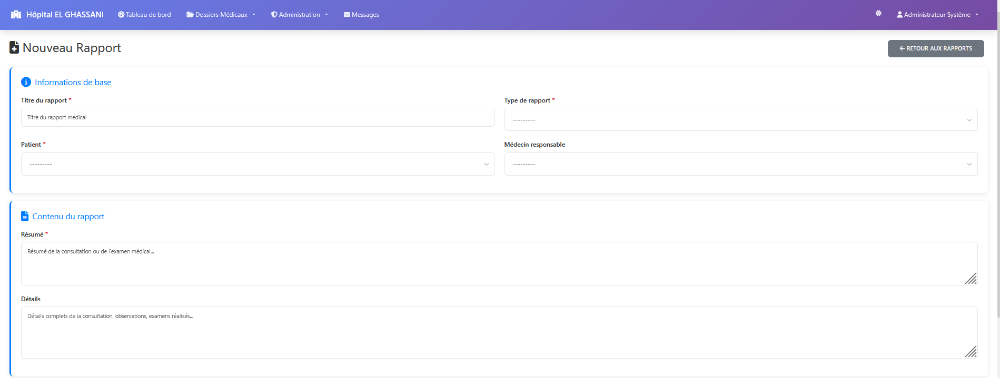 Hôpital EL GHASSANI Tableau de bord Dossiers Médicaux Administration Messages Administrateur Système
Nouveau Rapport
RETOUR AUX RAPPORTS
Informations de base
Titre du rapport * Type de rapport *
Titre du rapport médical ---------
Patient * Médecin responsable
--------- ---------
Contenu du rapport
Résumé *
Résumé de la consultation ou de l'examen médical...
Détails
Détails complets de la consultation, observations, examens réalisés...